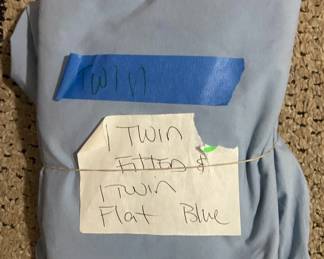 TWIN
1 TWIN
FITTED &
1 TWIN
Flat Blue